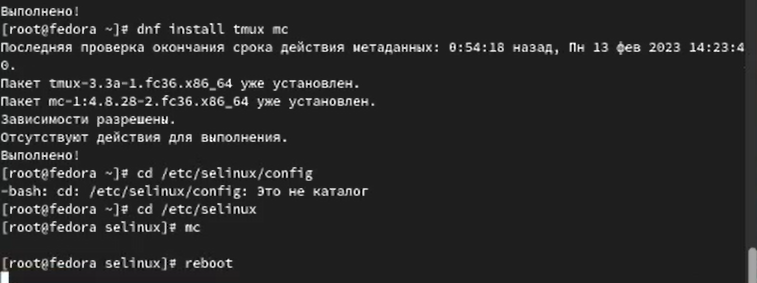 Выполнено!
[root@fedora ~]# dnf install tmux mc
Последняя проверка окончания срока действия метаданных: 0:54:18 назад, Пн 13 фев 2023 14:23:4
0.
Пакет tmux-3.3a-1.fc36.x86_64 уже установлен.
Пакет mc-1:4.8.28-2.fc36.x86_64 уже установлен.
Зависимости разрешены.
Отсутствуют действия для выполнения.
Выполнено!
[root@fedora ~]# cd /etc/selinux/config
-bash: cd: /etc/selinux/config: Это не каталог
[root@fedora ~]# cd /etc/selinux
[root@fedora selinux]# mc
[root@fedora selinux]# reboot